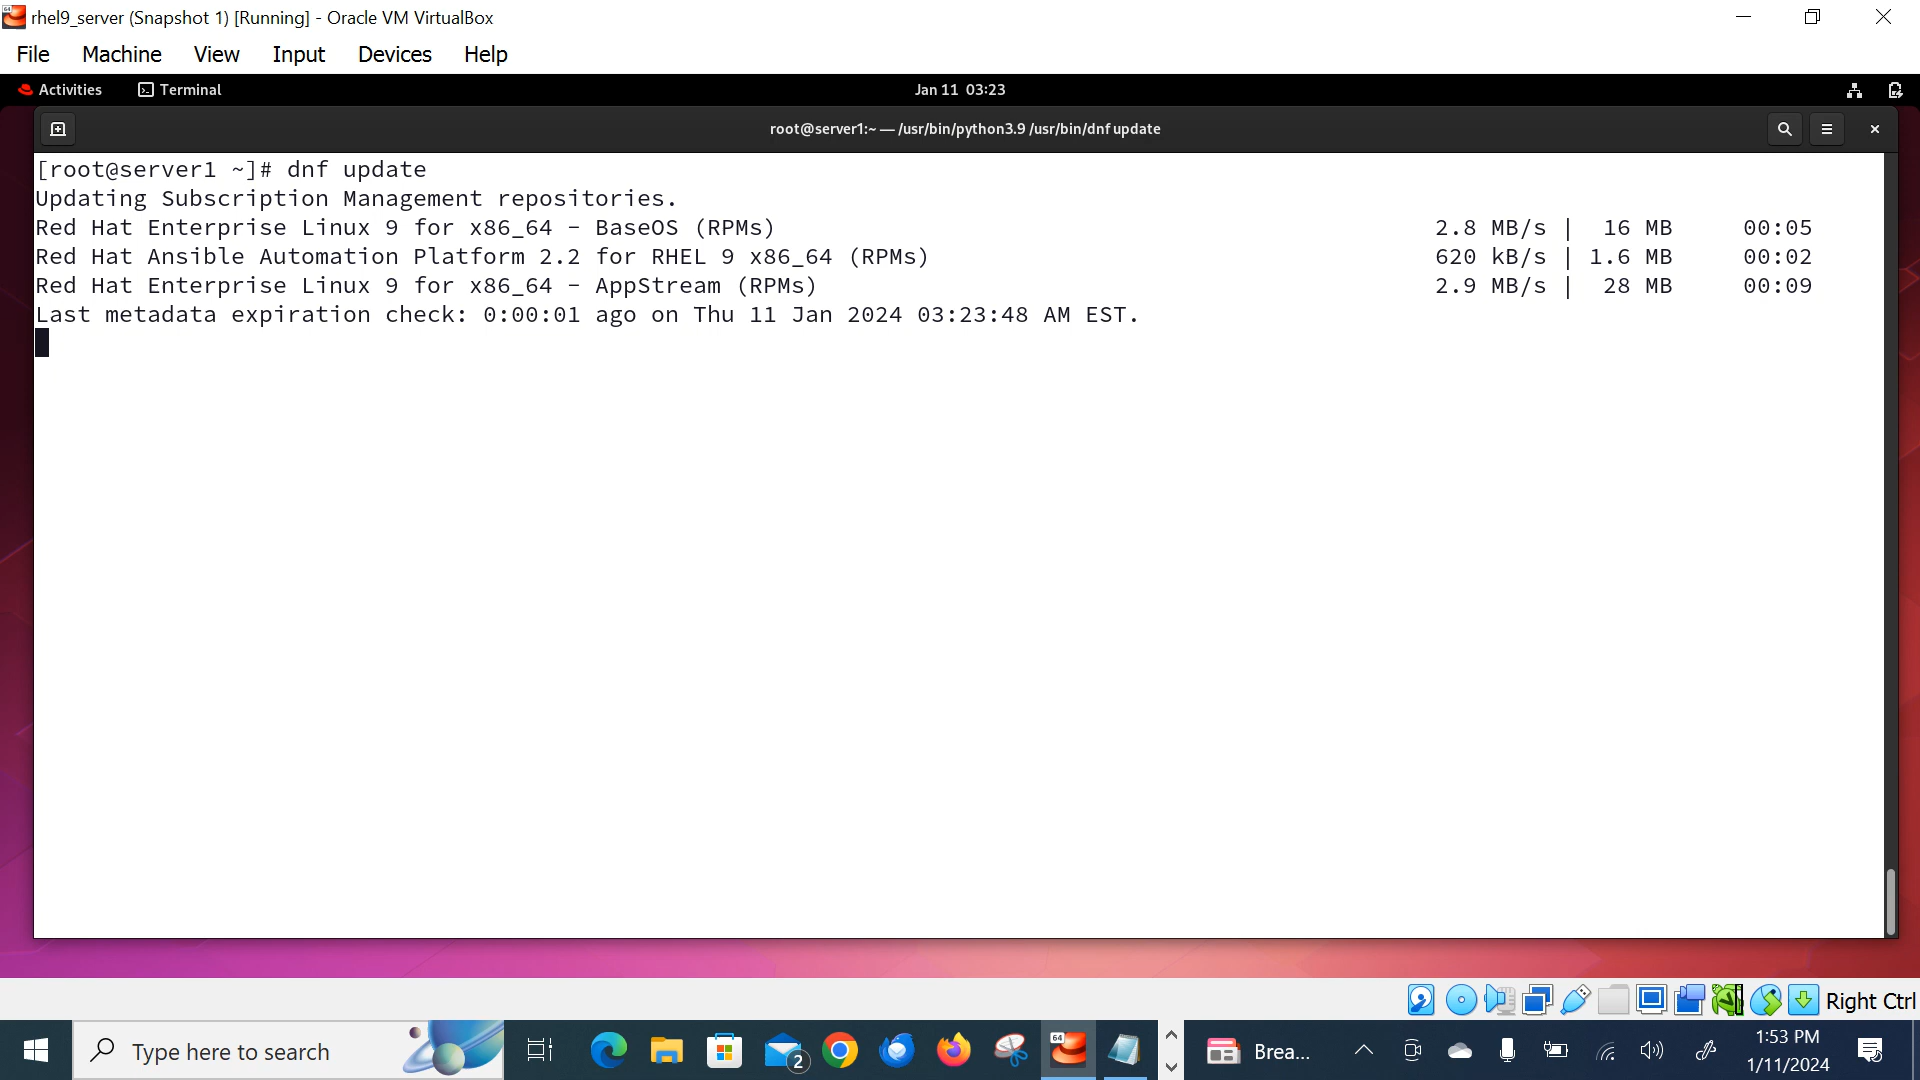 rhel9_server (Snapshot 1) [Running] - Oracle VM VirtualBox
File Machine View Input Devices Help
Activities Terminal Jan 11 03:23
root@server1:~ — /usr/bin/python3.9 /usr/bin/dnf update
[root@server1 ~]# dnf update
Updating Subscription Management repositories.
Red Hat Enterprise Linux 9 for x86_64 - BaseOS (RPMs) 2.8 MB/s | 16 MB 00:05
Red Hat Ansible Automation Platform 2.2 for RHEL 9 x86_64 (RPMs) 620 kB/s | 1.6 MB 00:02
Red Hat Enterprise Linux 9 for x86_64 - AppStream (RPMs) 2.9 MB/s | 28 MB 00:09
Last metadata expiration check: 0:00:01 ago on Thu 11 Jan 2024 03:23:48 AM EST.
Right Ctrl
Type here to search 2 64 Brea... 1:53 PM
1/11/2024